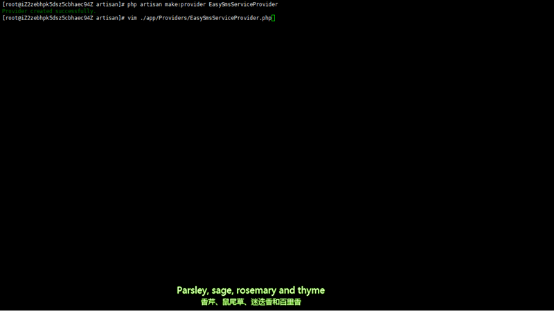 [root@iZ2zebhpk5dsz5cbhaec94Z artisan]# php artisan make:provider EasySmsServiceProvider
Provider created successfully.
[root@iZ2zebhpk5dsz5cbhaec94Z artisan]# vim ./app/Providers/EasySmsServiceProvider.php
Parsley, sage, rosemary and thyme
香芹、鼠尾草、迷迭香和百里香